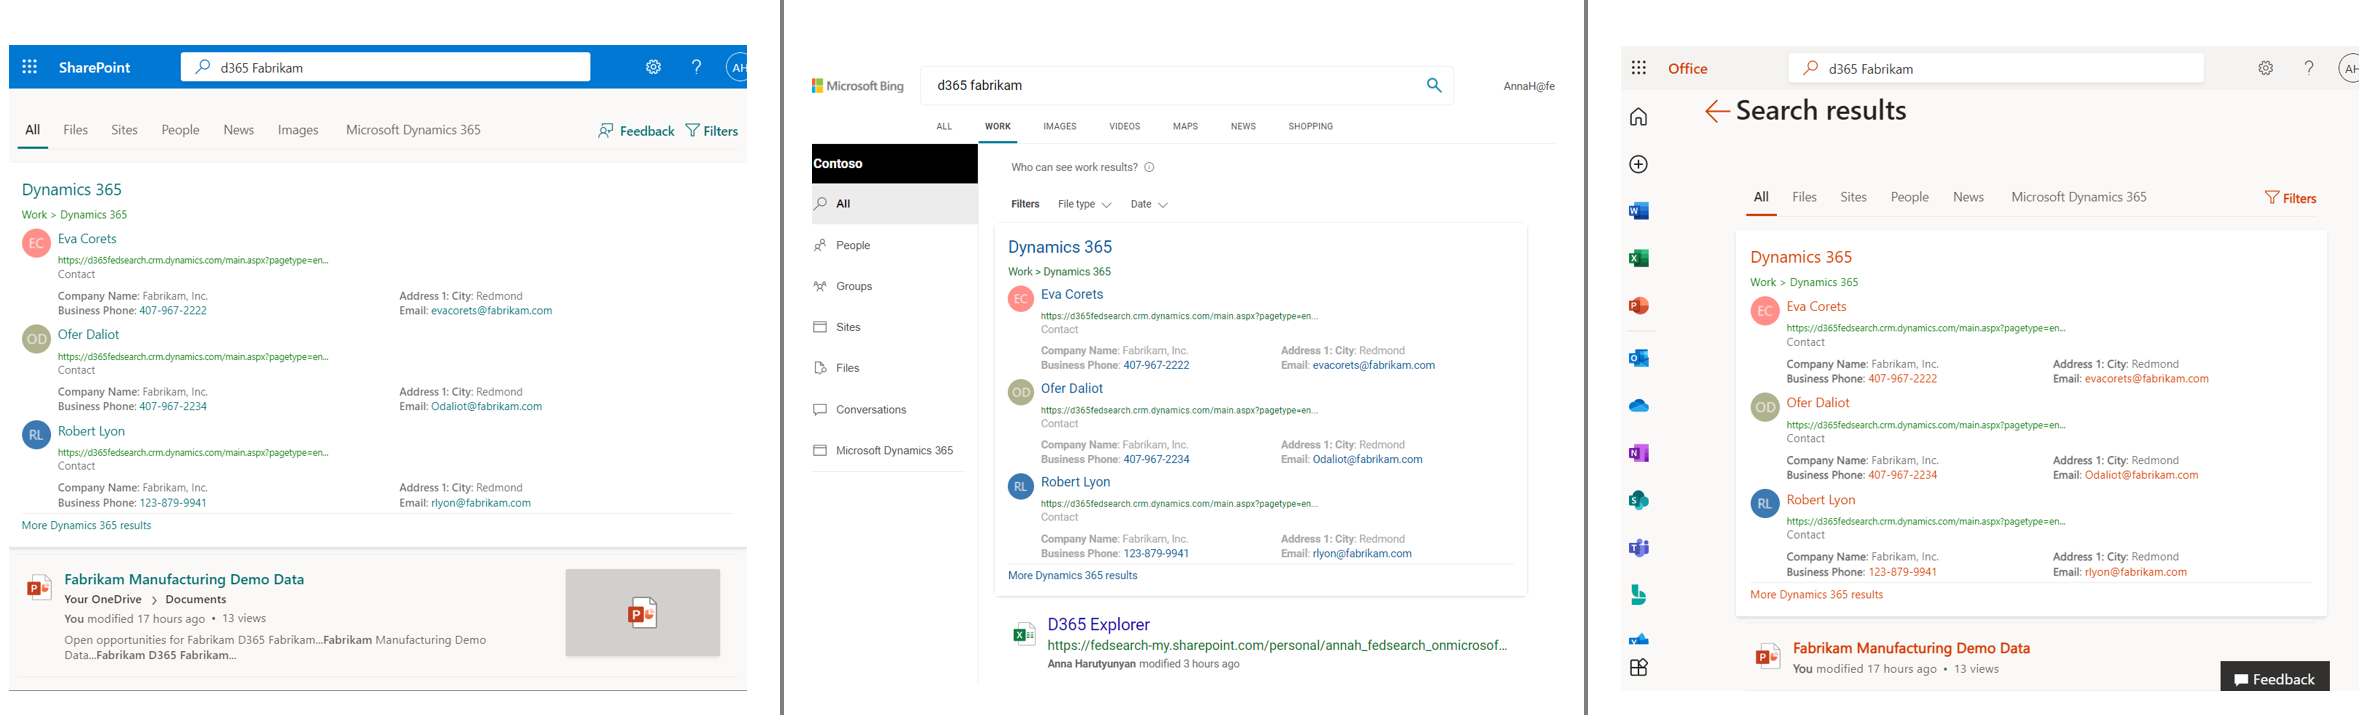 SharePoint
d365 Fabrikam
?
AH
All Files Sites People News Images Microsoft Dynamics 365 Feedback Filters
Dynamics 365
Work > Dynamics 365
EC Eva Corets
https://d365fedsearch.crm.dynamics.com/main.aspx?pagetype=en...
Contact
Company Name: Fabrikam, Inc. Address 1: City: Redmond
Business Phone: 407-967-2222 Email: evacorets@fabrikam.com
OD Ofer Daliot
https://d365fedsearch.crm.dynamics.com/main.aspx?pagetype=en...
Contact
Company Name: Fabrikam, Inc. Address 1: City: Redmond
Business Phone: 407-967-2234 Email: Odaliot@fabrikam.com
RL Robert Lyon
https://d365fedsearch.crm.dynamics.com/main.aspx?pagetype=en...
Contact
Company Name: Fabrikam, Inc. Address 1: City: Redmond
Business Phone: 123-879-9941 Email: rlyon@fabrikam.com
More Dynamics 365 results
Fabrikam Manufacturing Demo Data
Your OneDrive > Documents
You modified 17 hours ago • 13 views
Open opportunities for Fabrikam D365 Fabrikam...Fabrikam Manufacturing Demo
Data...Fabrikam D365 Fabrikam...
Microsoft Bing
d365 fabrikam
AnnaH@fe
ALL WORK IMAGES VIDEOS MAPS NEWS SHOPPING
Contoso
All
People
Groups
Sites
Files
Conversations
Microsoft Dynamics 365
Who can see work results?
Filters File type Date
Dynamics 365
Work > Dynamics 365
EC Eva Corets
https://d365fedsearch.crm.dynamics.com/main.aspx?pagetype=en...
Contact
Company Name: Fabrikam, Inc. Address 1: City: Redmond
Business Phone: 407-967-2222 Email: evacorets@fabrikam.com
OD Ofer Daliot
https://d365fedsearch.crm.dynamics.com/main.aspx?pagetype=en...
Contact
Company Name: Fabrikam, Inc. Address 1: City: Redmond
Business Phone: 407-967-2234 Email: Odaliot@fabrikam.com
RL Robert Lyon
https://d365fedsearch.crm.dynamics.com/main.aspx?pagetype=en...
Contact
Company Name: Fabrikam, Inc. Address 1: City: Redmond
Business Phone: 123-879-9941 Email: rlyon@fabrikam.com
More Dynamics 365 results
D365 Explorer
https://fedsearch-my.sharepoint.com/personal/annah_fedsearch_onmicrosof...
Anna Harutyunyan modified 3 hours ago
Office
d365 Fabrikam
?
AH
Search results
All Files Sites People News Microsoft Dynamics 365 Filters
Dynamics 365
Work > Dynamics 365
EC Eva Corets
https://d365fedsearch.crm.dynamics.com/main.aspx?pagetype=en...
Contact
Company Name: Fabrikam, Inc. Address 1: City: Redmond
Business Phone: 407-967-2222 Email: evacorets@fabrikam.com
OD Ofer Daliot
https://d365fedsearch.crm.dynamics.com/main.aspx?pagetype=en...
Contact
Company Name: Fabrikam, Inc. Address 1: City: Redmond
Business Phone: 407-967-2234 Email: Odaliot@fabrikam.com
RL Robert Lyon
https://d365fedsearch.crm.dynamics.com/main.aspx?pagetype=en...
Contact
Company Name: Fabrikam, Inc. Address 1: City: Redmond
Business Phone: 123-879-9941 Email: rlyon@fabrikam.com
More Dynamics 365 results
Fabrikam Manufacturing Demo Data
You modified 17 hours ago • 13 views
Feedback